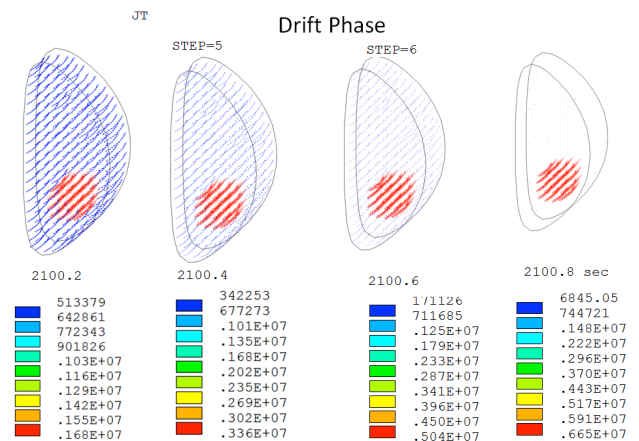 JT
Drift Phase
STEP=5
STEP=6
2100.2
2100.4
2100.6
2100.8 sec
513379
642861
772343
901826
.103E+07
.116E+07
.129E+07
.142E+07
.155E+07
.168E+07
342253
677273
.101E+07
.135E+07
.168E+07
.202E+07
.235E+07
.269E+07
.302E+07
.336E+07
171126
711685
.125E+07
.179E+07
.233E+07
.287E+07
.341E+07
.396E+07
.450E+07
.504E+07
6845.05
744721
.148E+07
.222E+07
.296E+07
.370E+07
.443E+07
.517E+07
.591E+07
.665E+07